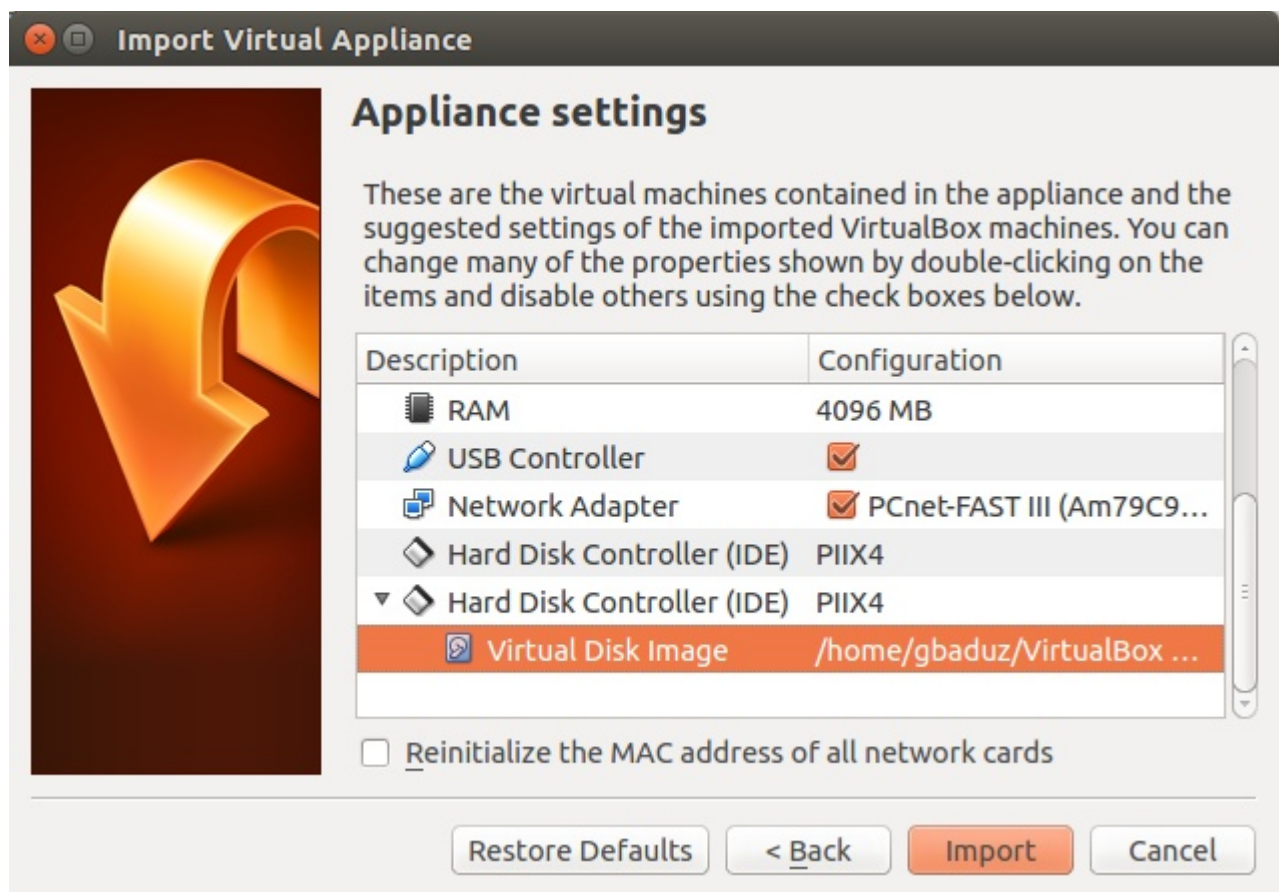 Import Virtual Appliance
Appliance settings
These are the virtual machines contained in the appliance and the
suggested settings of the imported VirtualBox machines. You can
change many of the properties shown by double-clicking on the
items and disable others using the check boxes below.
Description Configuration
RAM 4096 MB
USB Controller
Network Adapter PCnet-FAST III (Am79C9...
Hard Disk Controller (IDE) PIIX4
Hard Disk Controller (IDE) PIIX4
Virtual Disk Image /home/gbaduz/VirtualBox ...
Reinitialize the MAC address of all network cards
Restore Defaults < Back Import Cancel